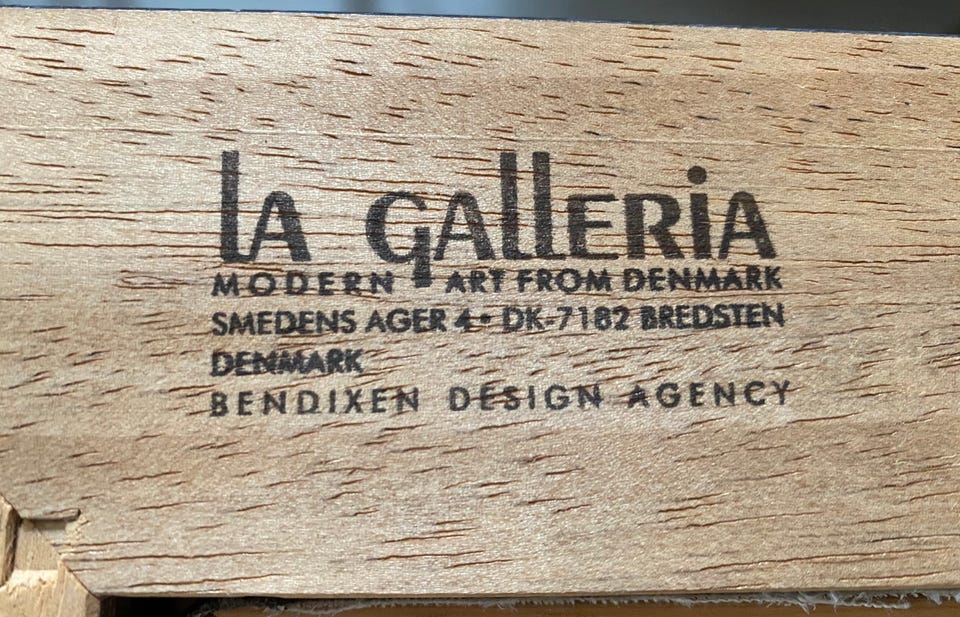 la galleria
MODERN ART FROM DENMARK
SMEDENS AGER 4 • DK-7182 BREDSTEN
DENMARK
BENDIXEN DESIGN AGENCY